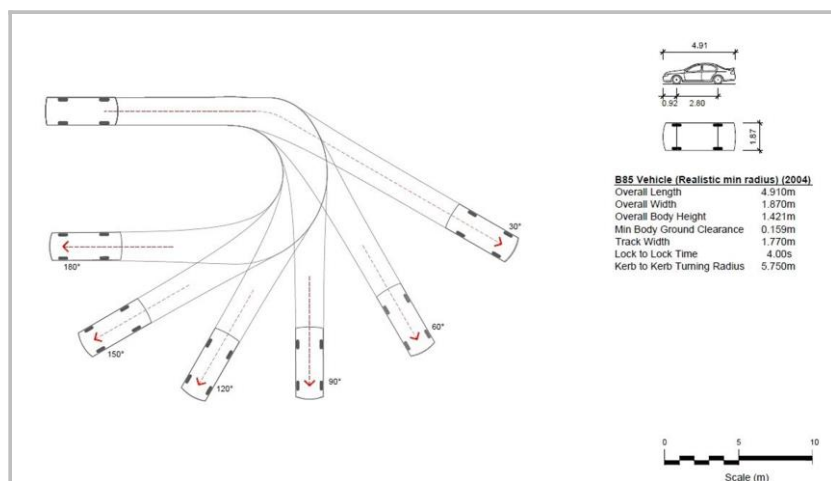 4.91
0.92 2.80
1.87
B85 Vehicle (Realistic min radius) (2004)
Overall Length 4.910m
Overall Width 1.870m
Overall Body Height 1.421m
Min Body Ground Clearance 0.159m
Track Width 1.770m
Lock to Lock Time 4.00s
Kerb to Kerb Turning Radius 5.750m
30°
180°
60°
150°
120°
90°
0 5 10
Scale (m)